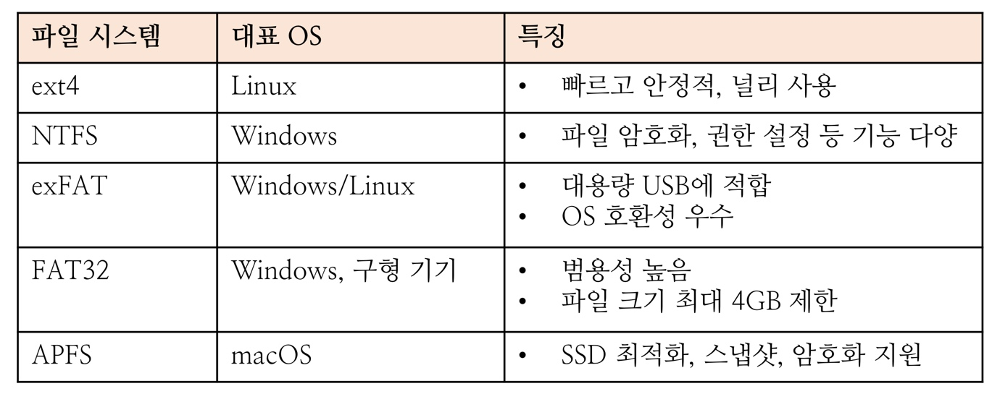 파일 시스템 대표 OS 특징
ext4 Linux • 빠르고 안정적, 널리 사용
NTFS Windows • 파일 암호화, 권한 설정 등 기능 다양
exFAT Windows/Linux • 대용량 USB에 적합
• OS 호환성 우수
FAT32 Windows, 구형 기기 • 범용성 높음
• 파일 크기 최대 4GB 제한
APFS macOS • SSD 최적화, 스냅샷, 암호화 지원